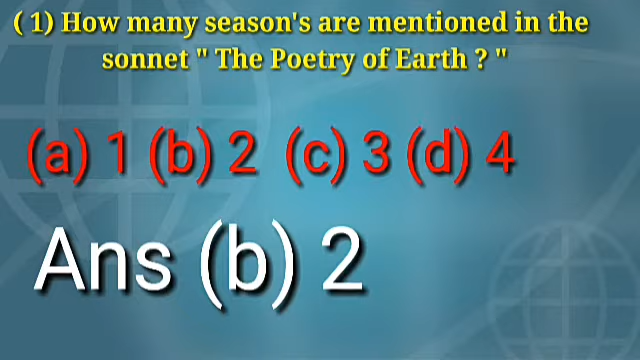 ( 1) How many season's are mentioned in the
sonnet " The Poetry of Earth ? "
(a) 1 (b) 2 (c) 3 (d) 4
Ans (b) 2